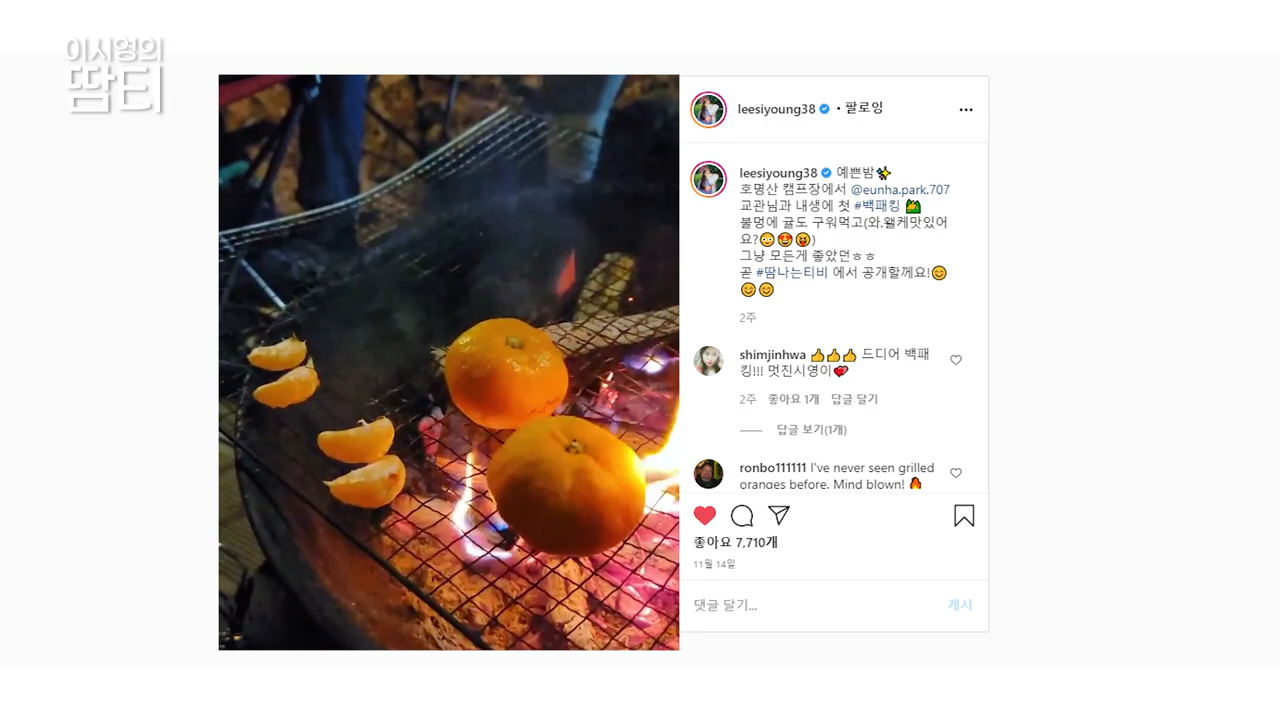 이시영의
땀티
leesiyoung38 • 팔로잉
leesiyoung38 예쁜밤✨
호명산 캠프장에서 @eunha.park.707
교관님과 내생에 첫 #백패킹 🏕
불멍에 귤도 구워먹고(와.왤케맛있어
요?😳😍😝)
그냥 모든게 좋았던ㅎㅎ
곧 #땀나는티비 에서 공개할께요!😊
😊😊
2주
shimjinhwa 👍👍👍 드디어 백패
킹!!! 멋진시영이💞
2주 좋아요 1개 답글 달기
답글 보기(1개)
ronbo111111 I've never seen grilled
oranges before. Mind blown! 🔥
좋아요 7,710개
11월 14일
댓글 달기...
게시